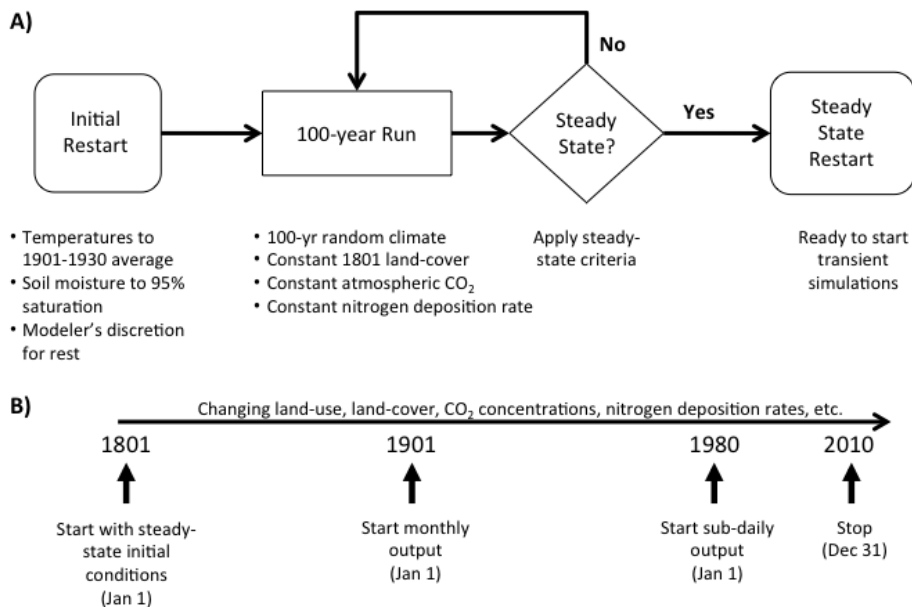 A)
No
Initial
Restart
100-year Run
Steady
State?
Yes
Steady
State
Restart
• Temperatures to
1901-1930 average
• Soil moisture to 95%
saturation
• Modeler's discretion
for rest
• 100-yr random climate
• Constant 1801 land-cover
• Constant atmospheric CO₂
• Constant nitrogen deposition rate
Apply steady-
state criteria
Ready to start
transient
simulations
B)
Changing land-use, land-cover, CO₂ concentrations, nitrogen deposition rates, etc.
1801
1901
1980
2010
Start with steady-
state initial
conditions
(Jan 1)
Start monthly
output
(Jan 1)
Start sub-daily
output
(Jan 1)
Stop
(Dec 31)